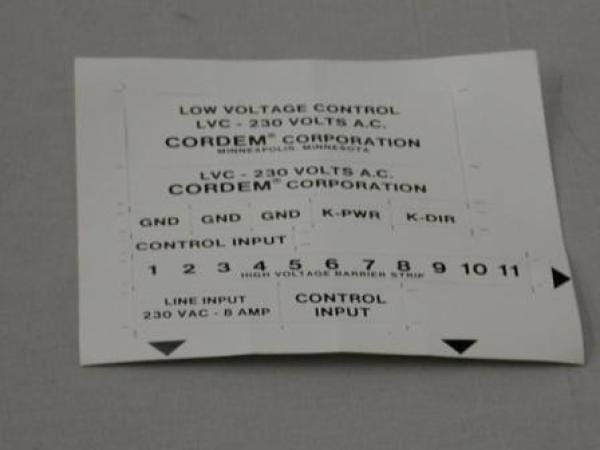 LOW VOLTAGE CONTROL
LVC - 230 VOLTS A.C.
CORDEM® CORPORATION
MINNEAPOLIS, MINNESOTA
LVC - 230 VOLTS A.C.
CORDEM® CORPORATION
GND GND GND K-PWR K-DIR
CONTROL INPUT
1 2 3 4 5 6 7 8 9 10 11
HIGH VOLTAGE BARRIER STRIP
LINE INPUT
230 VAC - 8 AMP
CONTROL
INPUT